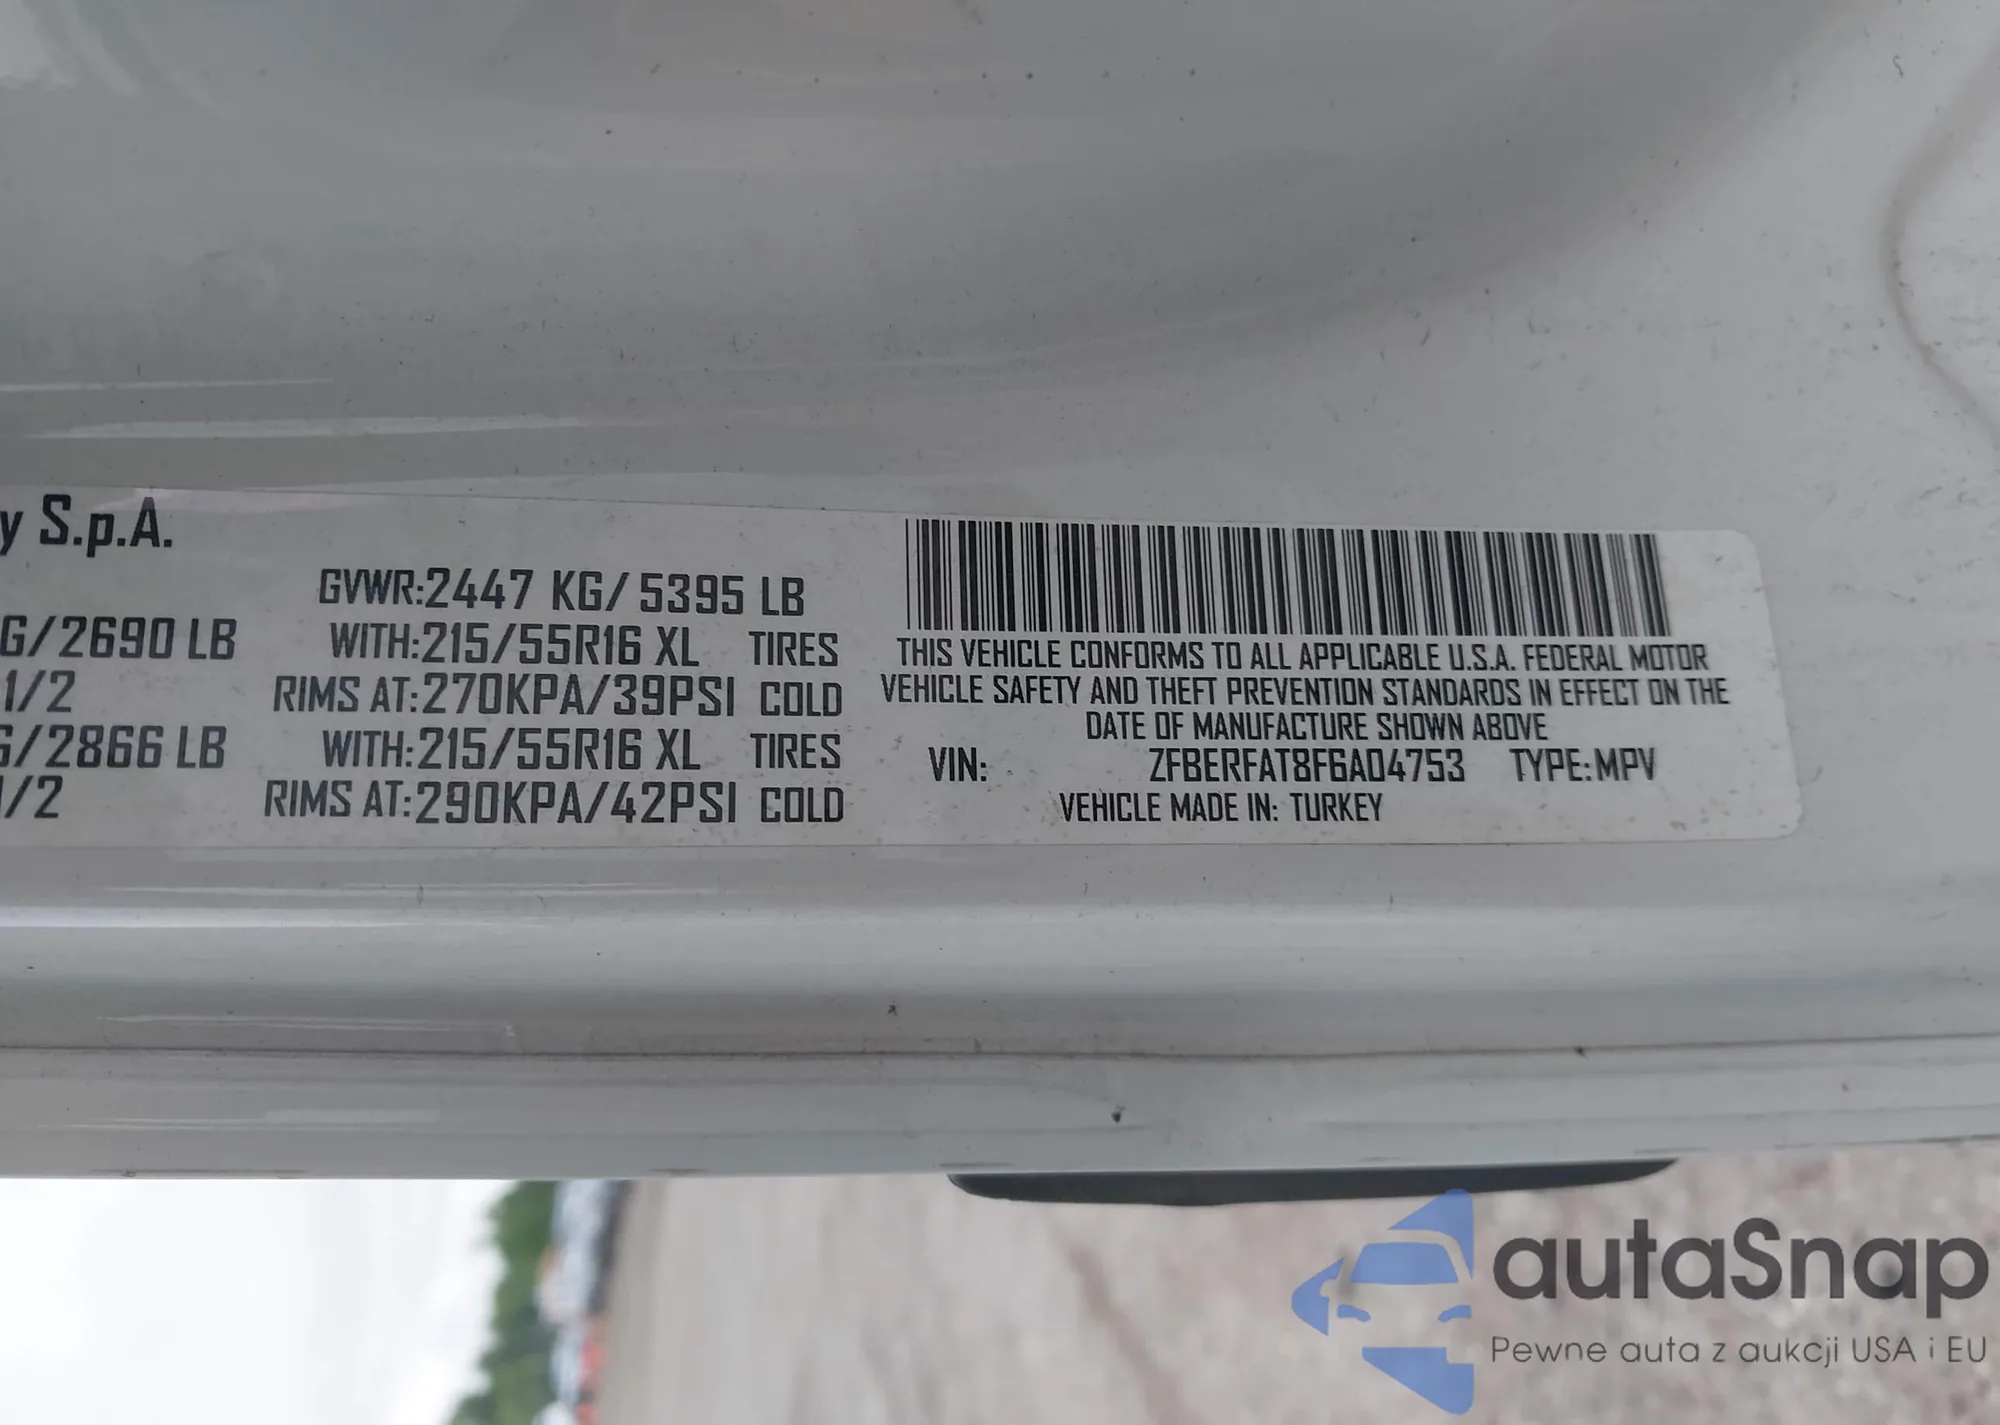 y S.p.A.
GVWR:2447 KG/ 5395 LB
G/2690 LB WITH:215/55R16 XL TIRES
1/2 RIMS AT:270KPA/39PSI COLD
G/2866 LB WITH:215/55R16 XL TIRES
1/2 RIMS AT:290KPA/42PSI COLD
THIS VEHICLE CONFORMS TO ALL APPLICABLE U.S.A. FEDERAL MOTOR
VEHICLE SAFETY AND THEFT PREVENTION STANDARDS IN EFFECT ON THE
DATE OF MANUFACTURE SHOWN ABOVE
VIN: ZFBERFAT8F6A04753 TYPE:MPV
VEHICLE MADE IN: TURKEY
autaSnap
Pewne auta z aukcji USA i EU